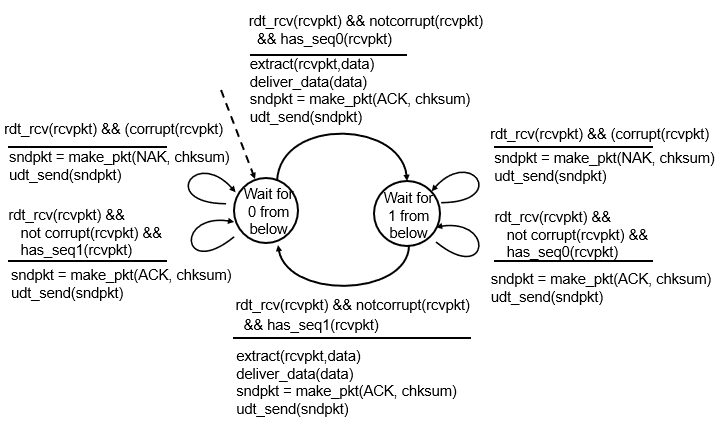 rdt_rcv(rcvpkt) && notcorrupt(rcvpkt)
&& has_seq0(rcvpkt)
extract(rcvpkt,data)
deliver_data(data)
sndpkt = make_pkt(ACK, chksum)
udt_send(sndpkt)
rdt_rcv(rcvpkt) && (corrupt(rcvpkt)
sndpkt = make_pkt(NAK, chksum)
udt_send(sndpkt)
rdt_rcv(rcvpkt) &&
not corrupt(rcvpkt) &&
has_seq1(rcvpkt)
sndpkt = make_pkt(ACK, chksum)
udt_send(sndpkt)
Wait for
0 from
below
Wait for
1 from
below
rdt_rcv(rcvpkt) && (corrupt(rcvpkt)
sndpkt = make_pkt(NAK, chksum)
udt_send(sndpkt)
rdt_rcv(rcvpkt) &&
not corrupt(rcvpkt) &&
has_seq0(rcvpkt)
sndpkt = make_pkt(ACK, chksum)
udt_send(sndpkt)
rdt_rcv(rcvpkt) && notcorrupt(rcvpkt)
&& has_seq1(rcvpkt)
extract(rcvpkt,data)
deliver_data(data)
sndpkt = make_pkt(ACK, chksum)
udt_send(sndpkt)